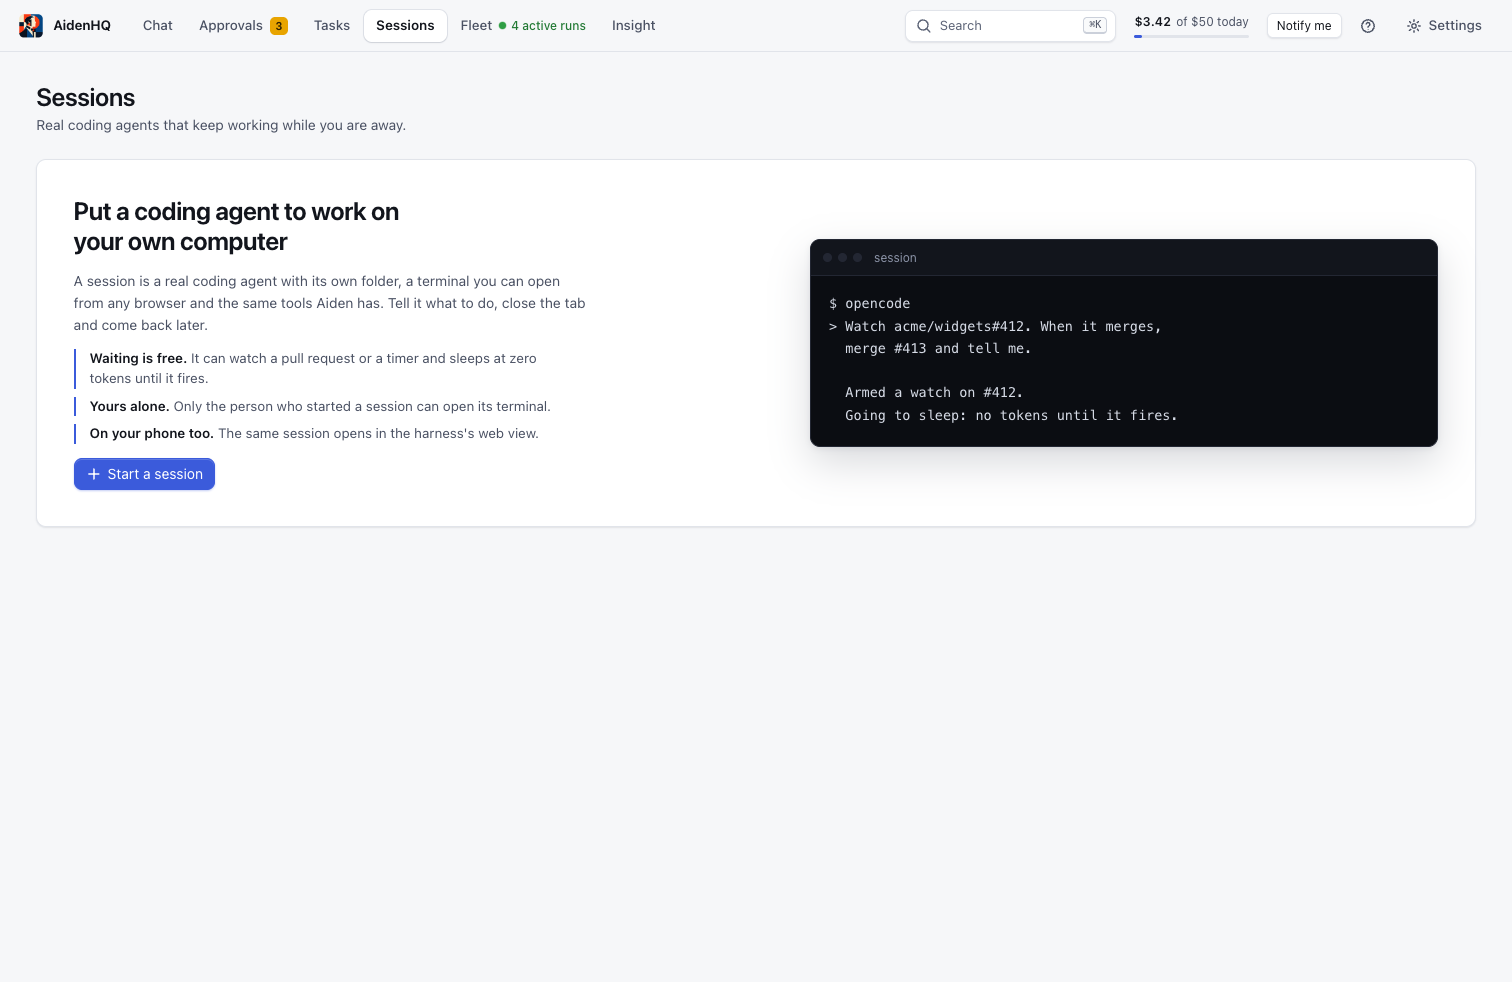 AidenHQ
Chat
Approvals 3
Tasks
Sessions
Fleet 4 active runs
Insight
Search ⌘K
$3.42 of $50 today
Notify me
Settings
Sessions
Real coding agents that keep working while you are away.
Put a coding agent to work on
your own computer
A session is a real coding agent with its own folder, a terminal you can open
from any browser and the same tools Aiden has. Tell it what to do, close the tab
and come back later.
Waiting is free. It can watch a pull request or a timer and sleeps at zero
tokens until it fires.
Yours alone. Only the person who started a session can open its terminal.
On your phone too. The same session opens in the harness's web view.
+ Start a session
session
$ opencode
> Watch acme/widgets#412. When it merges,
merge #413 and tell me.
Armed a watch on #412.
Going to sleep: no tokens until it fires.